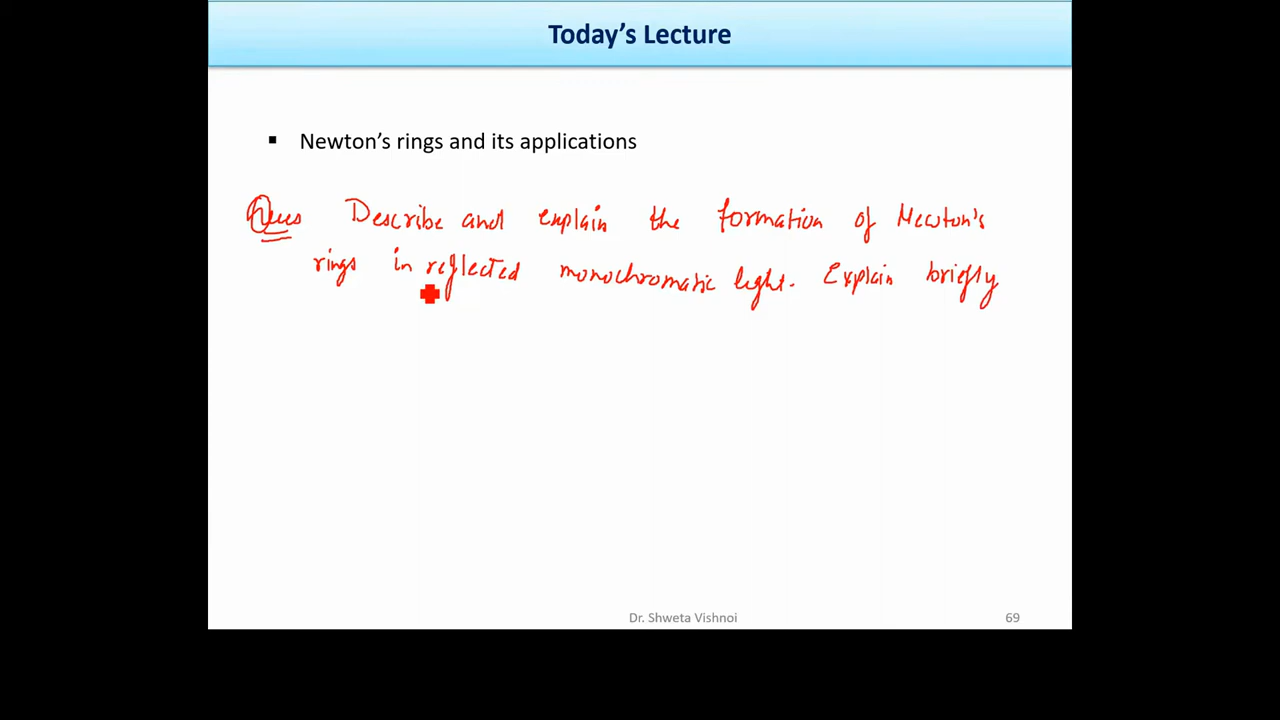 Today's Lecture
▪ Newton's rings and its applications
Ques Describe and explain the formation of Newton's
rings in reflected monochromatic light. Explain briefly
Dr. Shweta Vishnoi
69